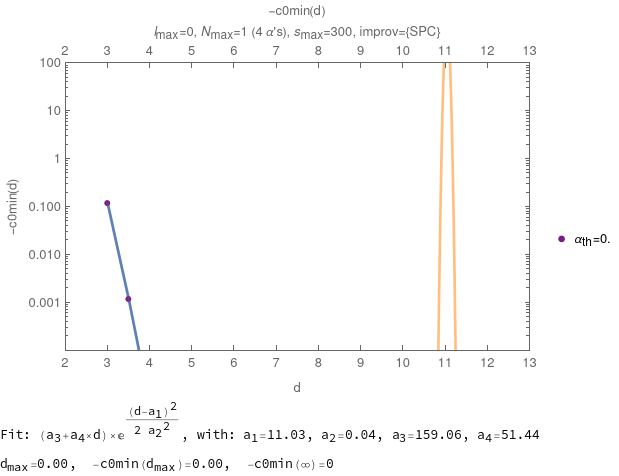 −c0min(d)
lmax=0, Nmax=1 (4 α's), smax=300, improv={SPC}
2 3 4 5 6 7 8 9 10 11 12 13
100
10
1
0.100
0.010
0.001
−c0min(d)
2 3 4 5 6 7 8 9 10 11 12 13
d
αth=0.
Fit: (a3+a4×d)×e^((d−a1)^2/(2 a2^2)), with: a1=11.03, a2=0.04, a3=159.06, a4=51.44
dmax=0.00, −c0min(dmax)=0.00, −c0min(∞)=0